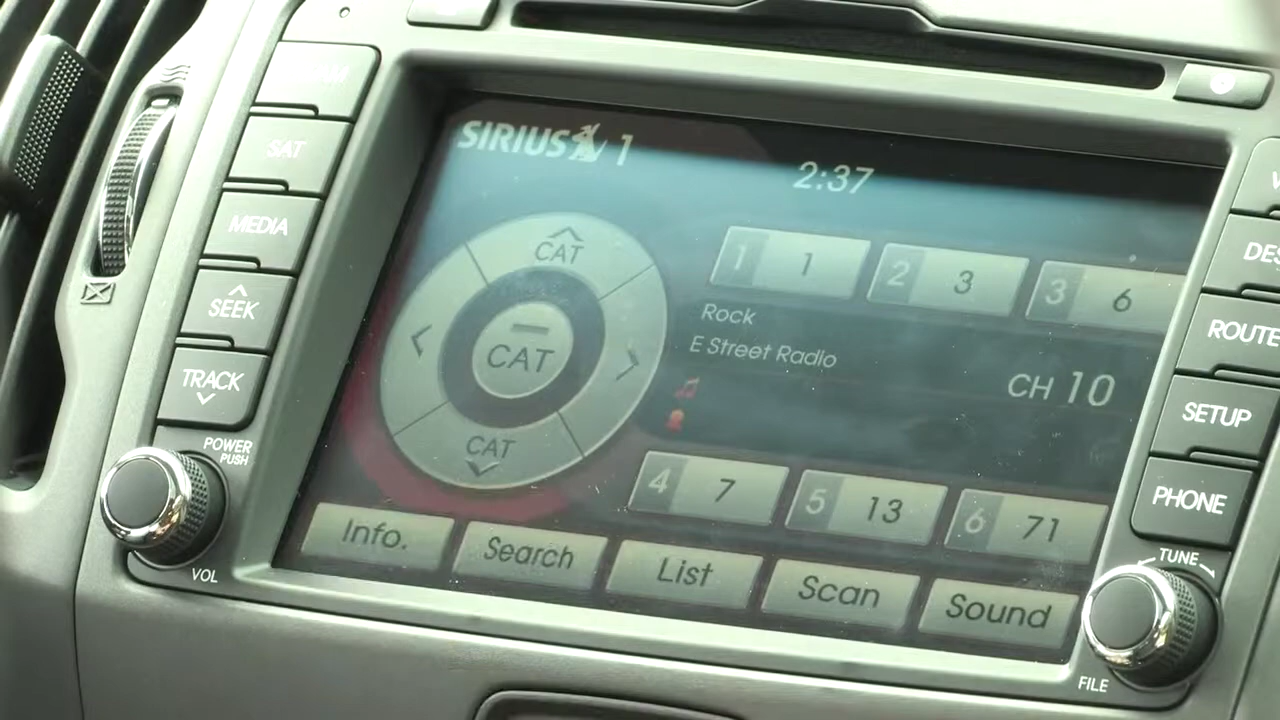 SAT
MEDIA
SEEK
TRACK
POWER
PUSH
VOL
SIRIUS 1
2:37
CAT
CAT
CAT
1 1
2 3
3 6
Rock
E Street Radio
CH 10
4 7
5 13
6 71
Info.
Search
List
Scan
Sound
DES
ROUTE
SETUP
PHONE
TUNE
FILE